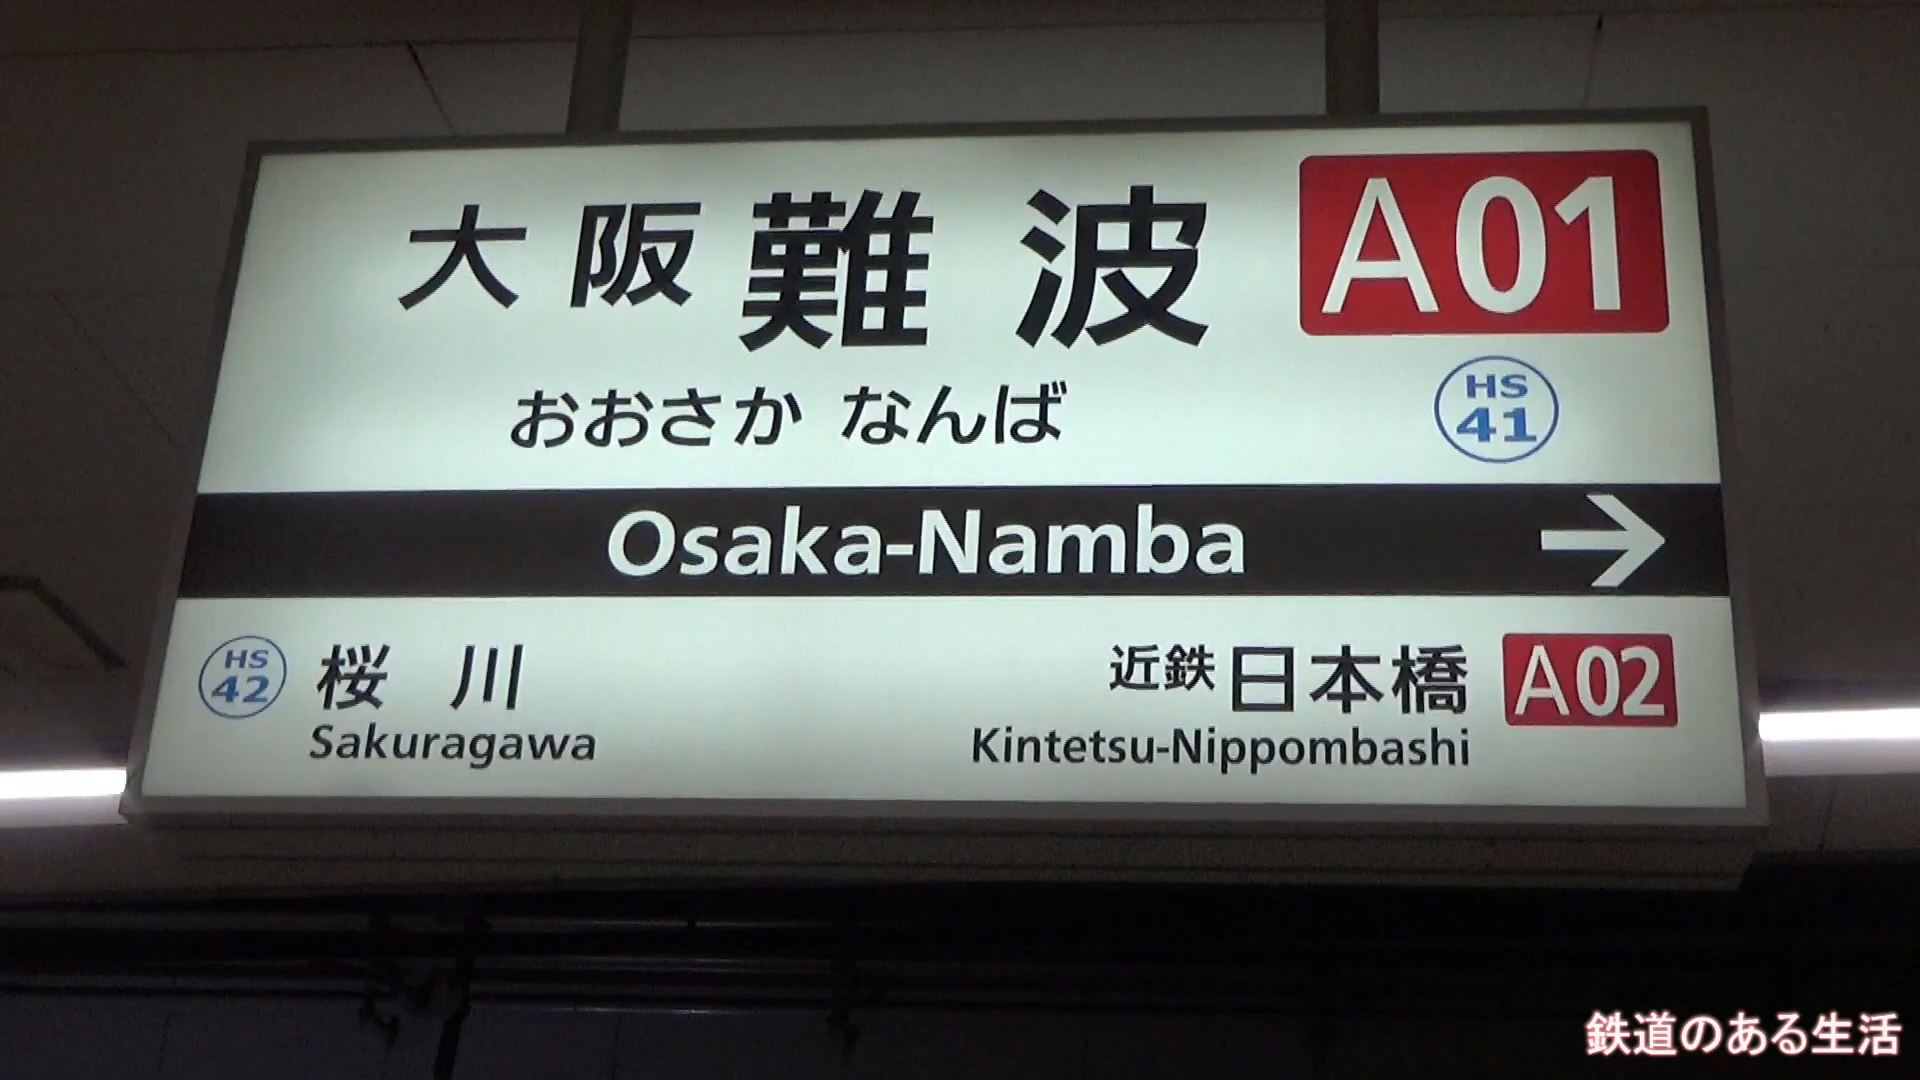 大阪難波 A01
おおさか なんば
HS
41
Osaka-Namba →
HS
42
桜川
Sakuragawa
近鉄日本橋 A02
Kintetsu-Nippombashi
鉄道のある生活